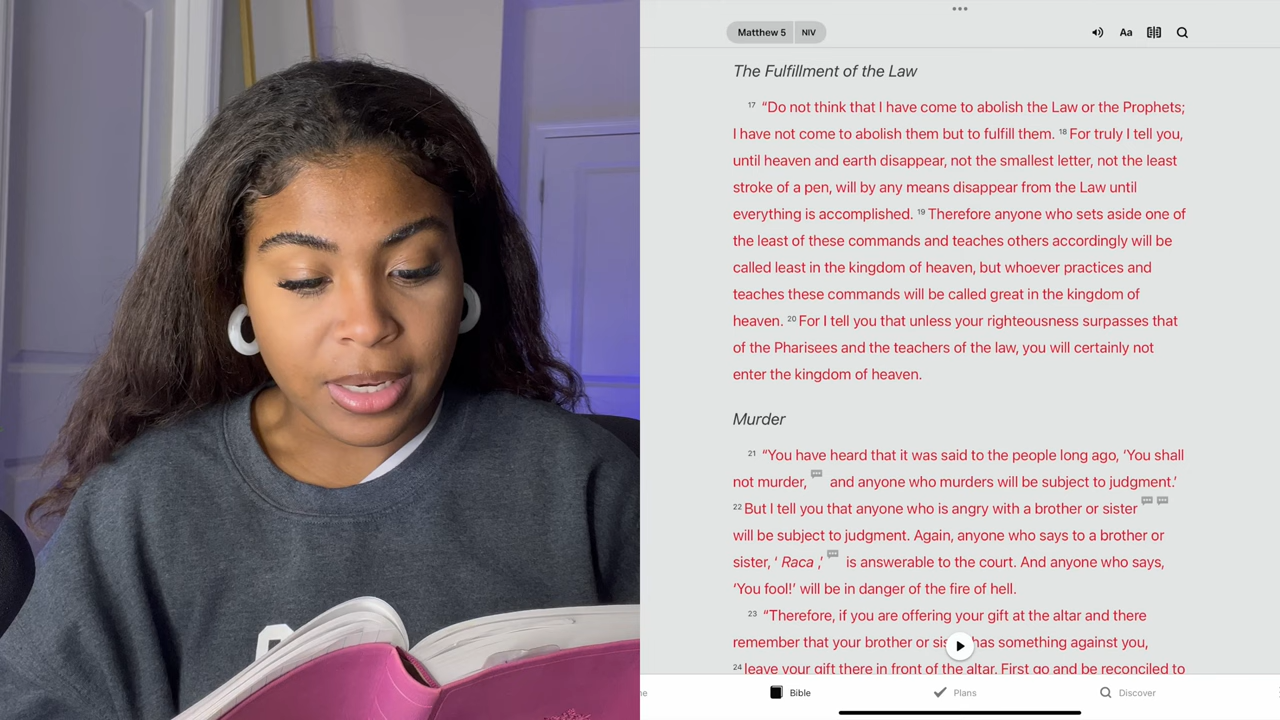 Matthew 5 NIV
Aa
The Fulfillment of the Law
17 “Do not think that I have come to abolish the Law or the Prophets;
I have not come to abolish them but to fulfill them. 18 For truly I tell you,
until heaven and earth disappear, not the smallest letter, not the least
stroke of a pen, will by any means disappear from the Law until
everything is accomplished. 19 Therefore anyone who sets aside one of
the least of these commands and teaches others accordingly will be
called least in the kingdom of heaven, but whoever practices and
teaches these commands will be called great in the kingdom of
heaven. 20 For I tell you that unless your righteousness surpasses that
of the Pharisees and the teachers of the law, you will certainly not
enter the kingdom of heaven.
Murder
21 “You have heard that it was said to the people long ago, ‘You shall
not murder, and anyone who murders will be subject to judgment.’
22 But I tell you that anyone who is angry with a brother or sister
will be subject to judgment. Again, anyone who says to a brother or
sister, ‘ Raca ,’ is answerable to the court. And anyone who says,
‘You fool!’ will be in danger of the fire of hell.
23 “Therefore, if you are offering your gift at the altar and there
remember that your brother or has something against you,
24 leave your gift there in front of the altar. First go and be reconciled to
Bible Plans Discover